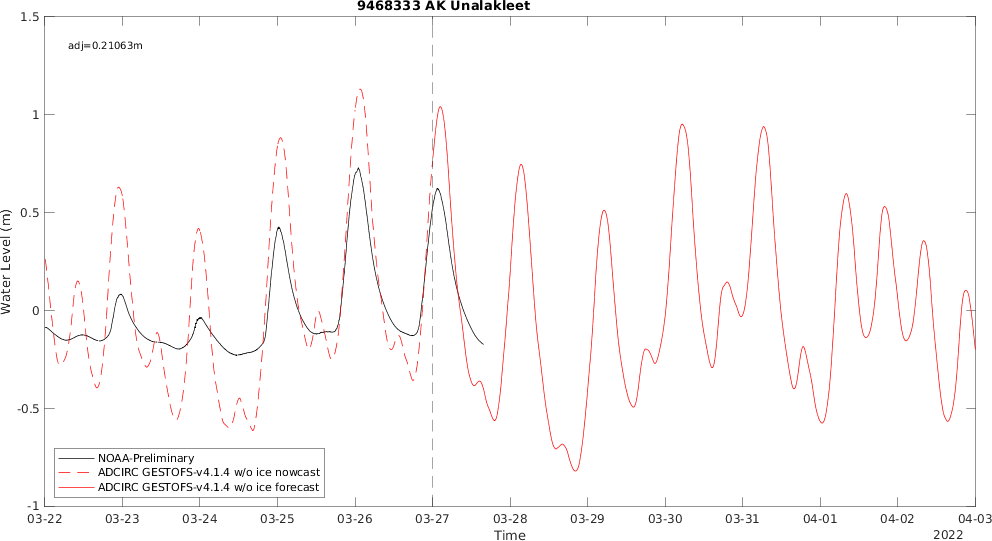 9468333 AK Unalakleet
adj=0.21063m
Water Level (m)
1.5
1
0.5
0
-0.5
-1
NOAA-Preliminary
ADCIRC GESTOFS-v4.1.4 w/o ice nowcast
ADCIRC GESTOFS-v4.1.4 w/o ice forecast
03-22 03-23 03-24 03-25 03-26 03-27 03-28 03-29 03-30 03-31 04-01 04-02 04-03
Time
2022